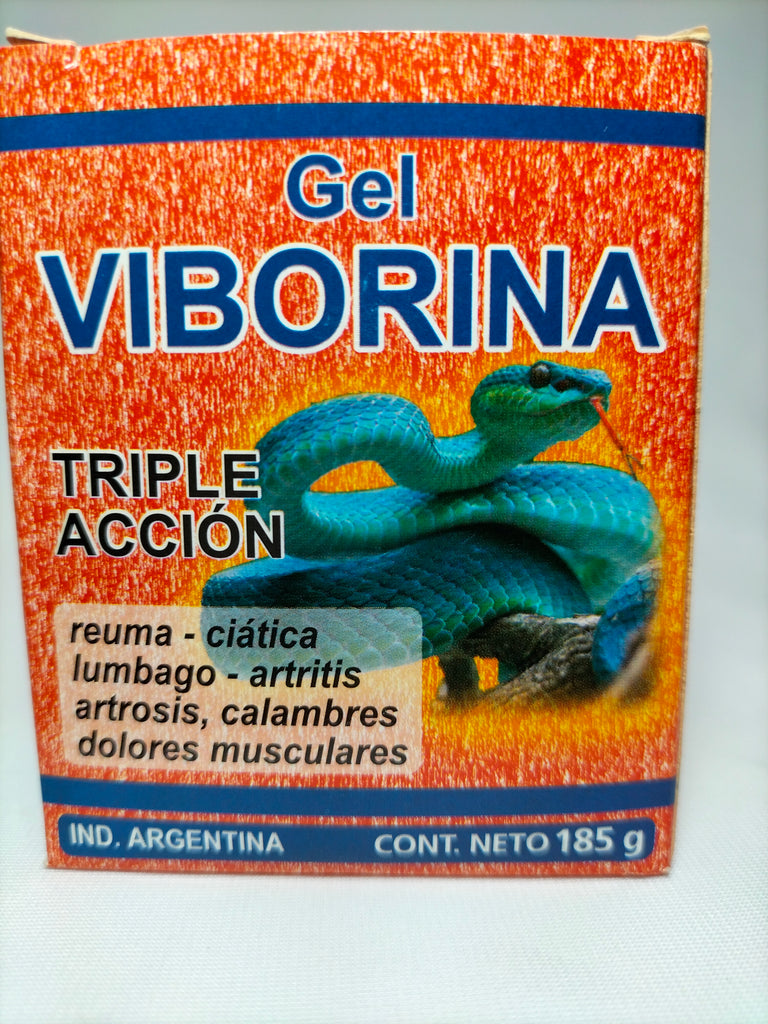 Gel
VIBORINA
TRIPLE
ACCIÓN
reuma - ciática
lumbago - artritis
artrosis, calambres
dolores musculares
IND. ARGENTINA CONT. NETO 185 g